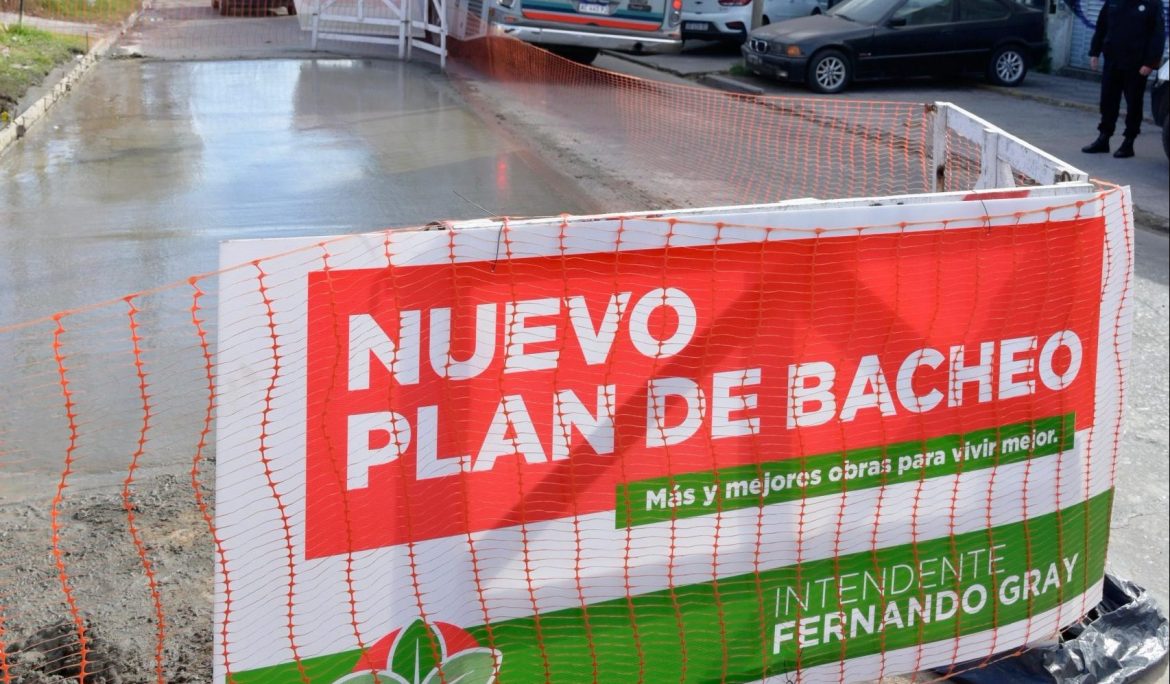 NUEVO
PLAN DE BACHEO
Más y mejores obras para vivir mejor.
INTENDENTE
FERNANDO GRAY